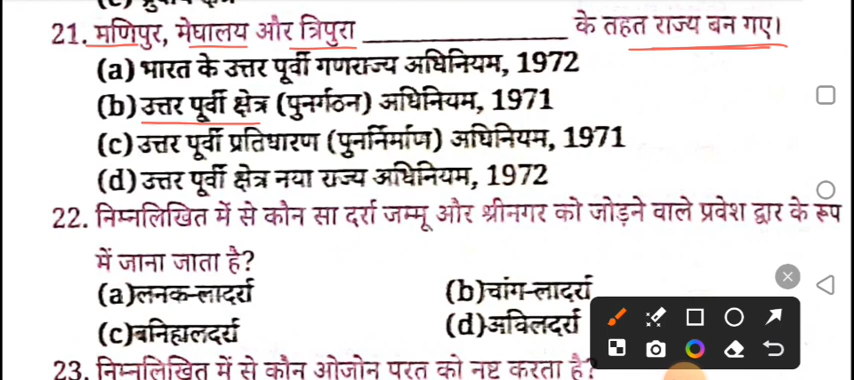 21. मणिपुर, मेघालय और त्रिपुरा ______________ के तहत राज्य बन गए।
(a) भारत के उत्तर पूर्वी गणराज्य अधिनियम, 1972
(b) उत्तर पूर्वी क्षेत्र (पुनर्गठन) अधिनियम, 1971
(c) उत्तर पूर्वी प्रतिधारण (पुनर्निर्माण) अधिनियम, 1971
(d) उत्तर पूर्वी क्षेत्र नया राज्य अधिनियम, 1972
22. निम्नलिखित में से कौन सा दर्रा जम्मू और श्रीनगर को जोड़ने वाले प्रवेश द्वार के रूप
में जाना जाता है?
(a)लनक-लादर्रा (b)चांग-लादर्रा
(c)बनिहालदर्रा (d)अविलदर्रा
23. निम्नलिखित में से कौन ओजोन परत को नष्ट करता है?